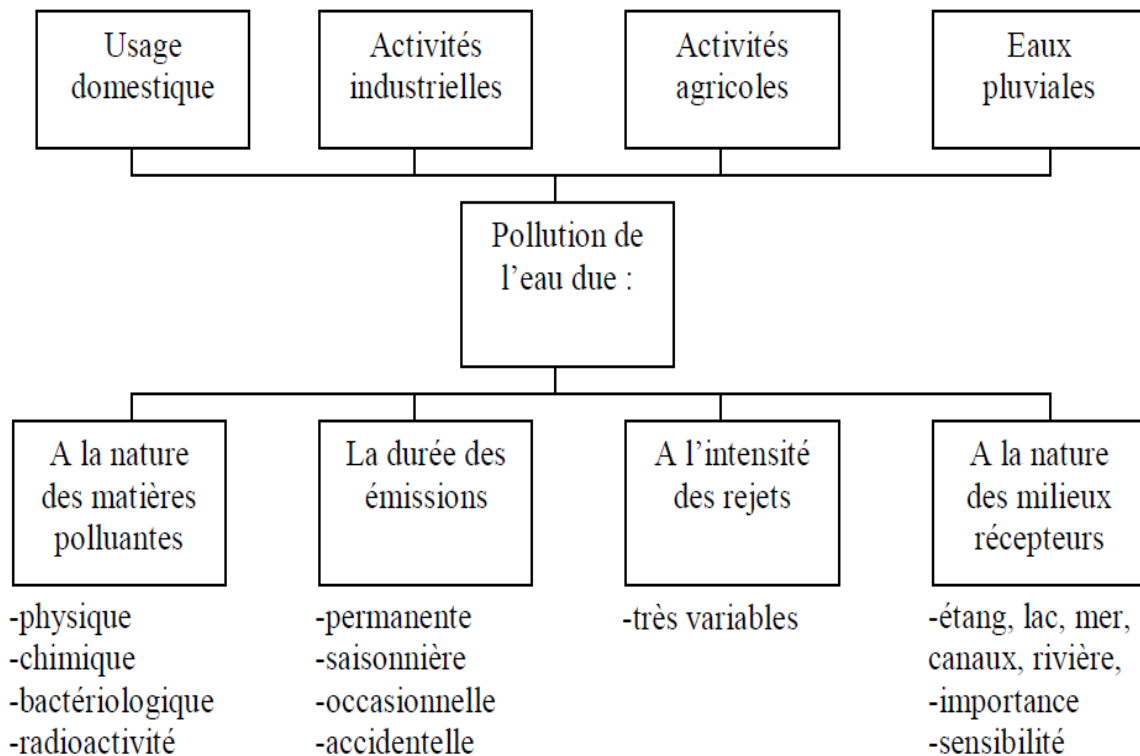 Usage
domestique
Activités
industrielles
Activités
agricoles
Eaux
pluviales
Pollution de
l'eau due :
A la nature
des matières
polluantes
La durée des
émissions
A l'intensité
des rejets
A la nature
des milieux
récepteurs
-physique
-chimique
-bactériologique
-radioactivité
-permanente
-saisonnière
-occasionnelle
-accidentelle
-très variables
-étang, lac, mer,
canaux, rivière,
-importance
-sensibilité